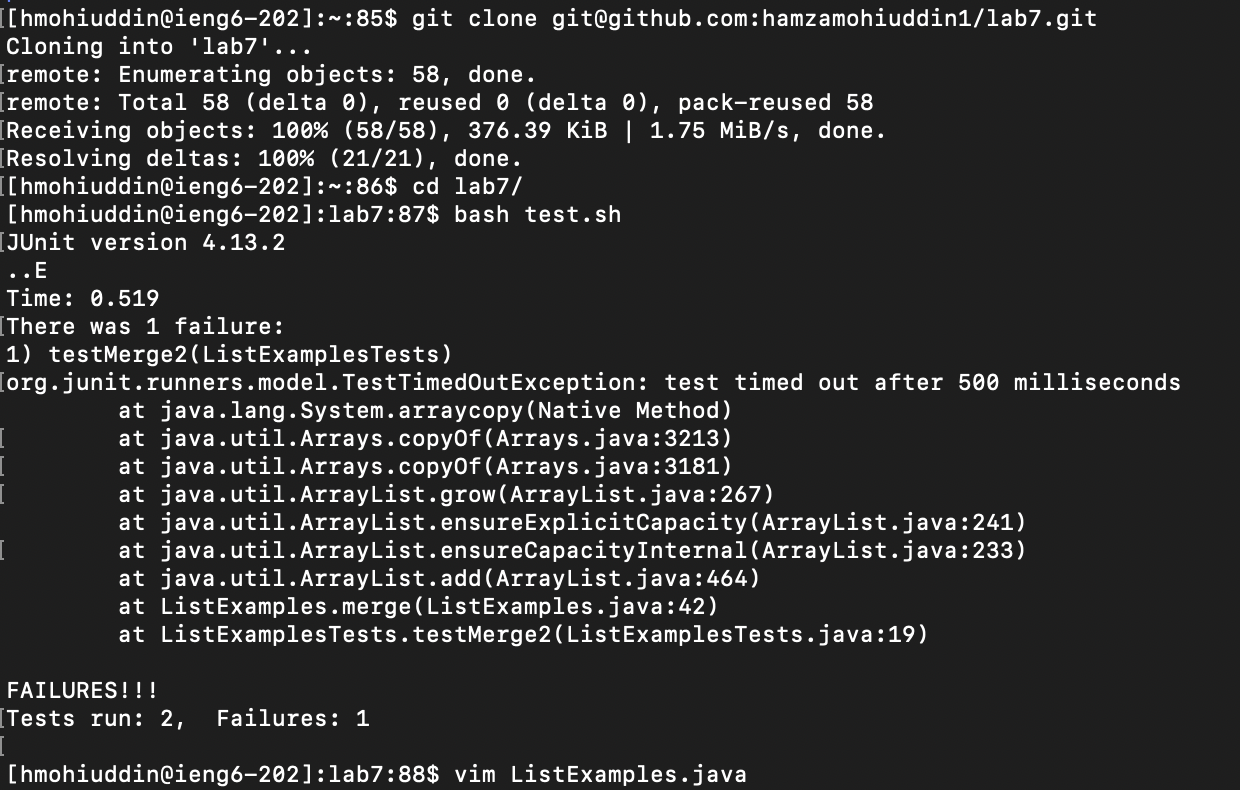 [[hmohiuddin@ieng6-202]:~:85$ git clone git@github.com:hamzamohiuddin1/lab7.git
Cloning into 'lab7'...
[remote: Enumerating objects: 58, done.
[remote: Total 58 (delta 0), reused 0 (delta 0), pack-reused 58
[Receiving objects: 100% (58/58), 376.39 KiB | 1.75 MiB/s, done.
[Resolving deltas: 100% (21/21), done.
[[hmohiuddin@ieng6-202]:~:86$ cd lab7/
[hmohiuddin@ieng6-202]:lab7:87$ bash test.sh
[JUnit version 4.13.2
..E
Time: 0.519
[There was 1 failure:
1) testMerge2(ListExamplesTests)
[org.junit.runners.model.TestTimedOutException: test timed out after 500 milliseconds
        at java.lang.System.arraycopy(Native Method)
[        at java.util.Arrays.copyOf(Arrays.java:3213)
[        at java.util.Arrays.copyOf(Arrays.java:3181)
[        at java.util.ArrayList.grow(ArrayList.java:267)
        at java.util.ArrayList.ensureExplicitCapacity(ArrayList.java:241)
[        at java.util.ArrayList.ensureCapacityInternal(ArrayList.java:233)
        at java.util.ArrayList.add(ArrayList.java:464)
        at ListExamples.merge(ListExamples.java:42)
        at ListExamplesTests.testMerge2(ListExamplesTests.java:19)

FAILURES!!!
[Tests run: 2,  Failures: 1
[
[hmohiuddin@ieng6-202]:lab7:88$ vim ListExamples.java